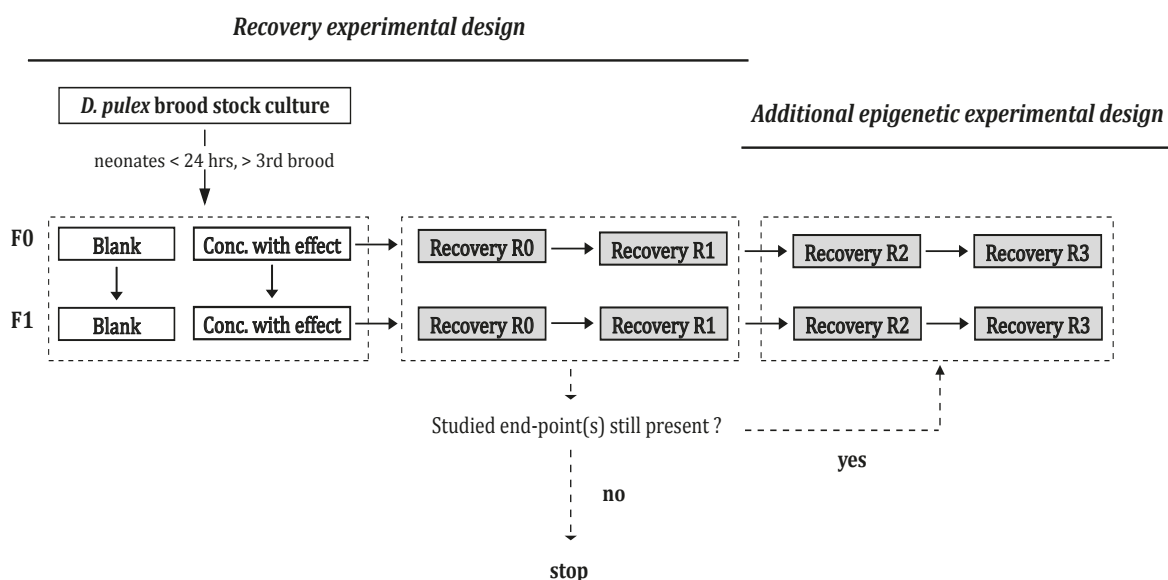 Recovery experimental design
D. pulex brood stock culture
Additional epigenetic experimental design
neonates < 24 hrs, > 3rd brood
F0
Blank
Conc. with effect
Recovery R0
Recovery R1
Recovery R2
Recovery R3
F1
Blank
Conc. with effect
Recovery R0
Recovery R1
Recovery R2
Recovery R3
Studied end-point(s) still present ?
yes
no
stop